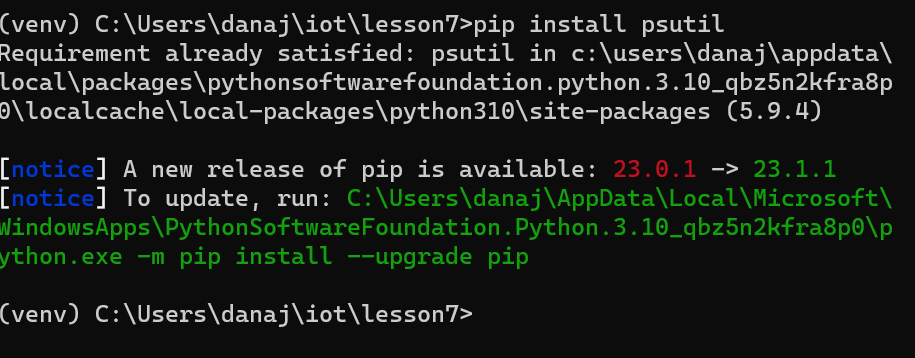 (venv) C:\Users\danaj\iot\lesson7>pip install psutil
Requirement already satisfied: psutil in c:\users\danaj\appdata\
local\packages\pythonsoftwarefoundation.python.3.10_qbz5n2kfra8p
0\localcache\local-packages\python310\site-packages (5.9.4)
[notice] A new release of pip is available: 23.0.1 -> 23.1.1
[notice] To update, run: C:\Users\danaj\AppData\Local\Microsoft\
WindowsApps\PythonSoftwareFoundation.Python.3.10_qbz5n2kfra8p0\p
ython.exe -m pip install --upgrade pip
(venv) C:\Users\danaj\iot\lesson7>